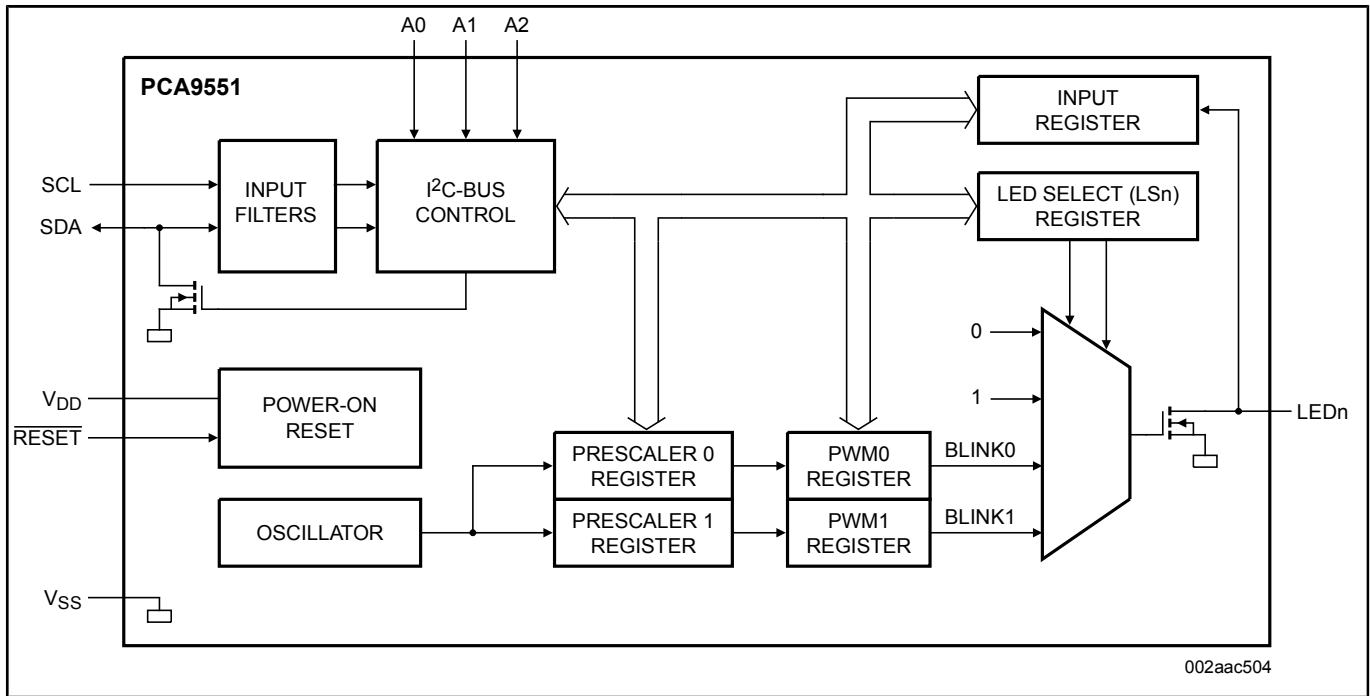 A0 A1 A2
PCA9551
INPUT
REGISTER
SCL
SDA
INPUT
FILTERS
I²C-BUS
CONTROL
LED SELECT (LSn)
REGISTER
0
1
VDD
RESET
POWER-ON
RESET
LEDn
PRESCALER 0
REGISTER
PWM0
REGISTER
BLINK0
OSCILLATOR
PRESCALER 1
REGISTER
PWM1
REGISTER
BLINK1
VSS
002aac504